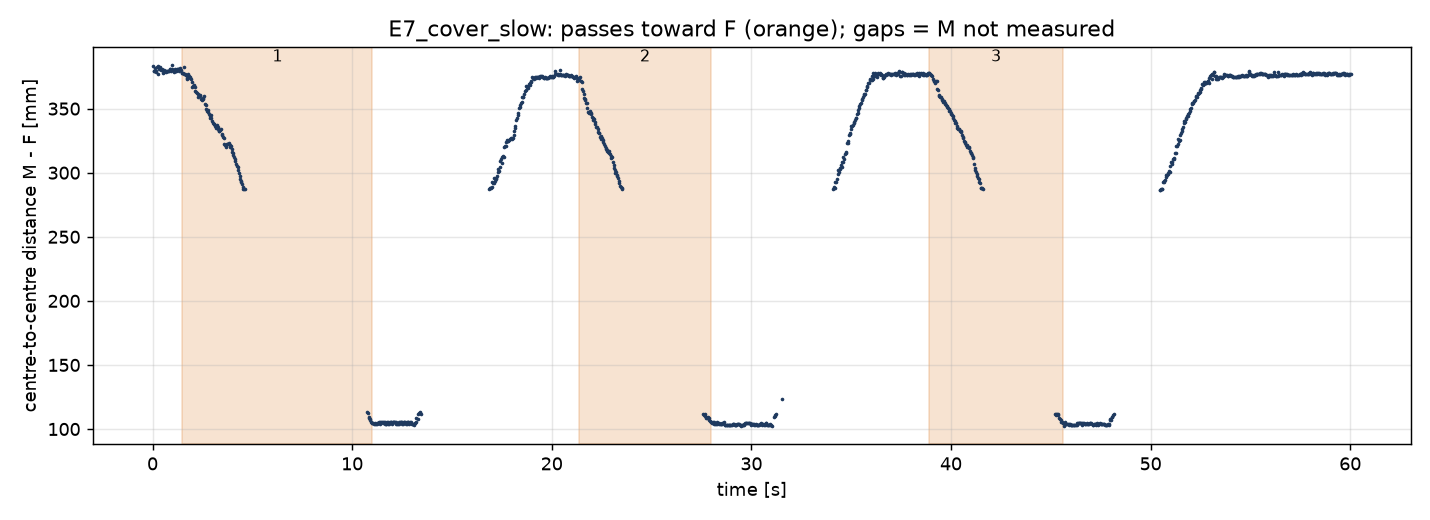 E7_cover_slow: passes toward F (orange); gaps = M not measured
1 2 3
centre-to-centre distance M - F [mm]
350
300
250
200
150
100
0 10 20 30 40 50 60
time [s]